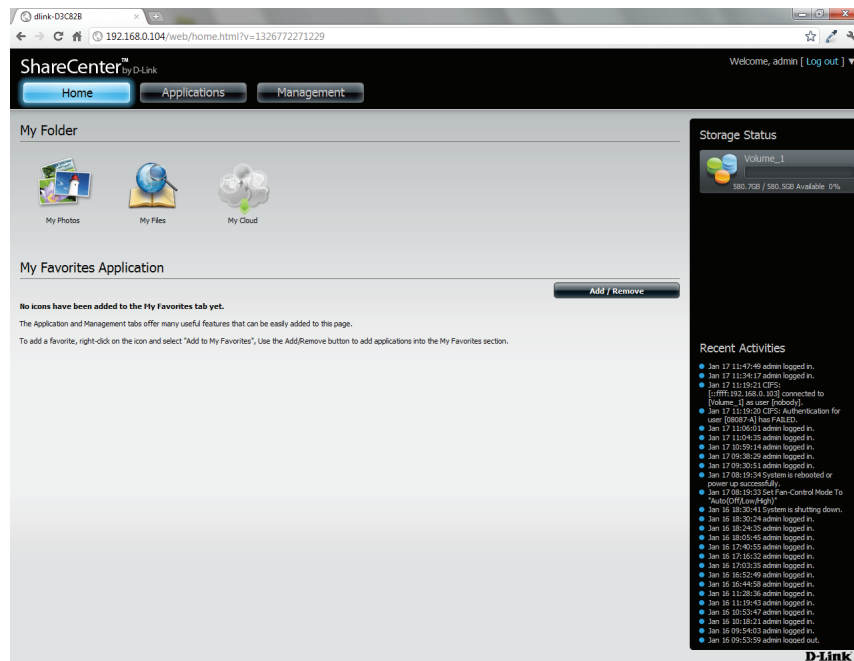 dlink-D3C82B
192.168.0.104/web/home.html?v=1326772271229
ShareCenter™ by D-Link
Welcome, admin [ Log out ]
Home Applications Management
My Folder
My Photos My Files My Cloud
My Favorites Application
Add / Remove
No icons have been added to the My Favorites tab yet.
The Application and Management tabs offer many useful features that can be easily added to this page.
To add a favorite, right-click on the icon and select "Add to My Favorites", Use the Add/Remove button to add applications into the My Favorites section.
Storage Status
Volume_1
580.7GB / 580.5GB Available 0%
Recent Activities
Jan 17 11:47:49 admin logged in.
Jan 17 11:34:17 admin logged in.
Jan 17 11:19:21 CIFS:
[::ffff:192.168.0.103] connected to
[Volume_1] as user [nobody].
Jan 17 11:19:20 CIFS: Authentication for
user [08087-A] has FAILED.
Jan 17 11:06:01 admin logged in.
Jan 17 11:04:35 admin logged in.
Jan 17 10:59:14 admin logged in.
Jan 17 09:38:29 admin logged in.
Jan 17 09:30:51 admin logged in.
Jan 17 08:19:34 System is rebooted or
power up successfully.
Jan 17 08:19:33 Set Fan-Control Mode To
"Auto(Off/Low/High)"
Jan 16 18:30:41 System is shutting down.
Jan 16 18:30:24 admin logged in.
Jan 16 18:24:35 admin logged in.
Jan 16 18:05:45 admin logged in.
Jan 16 17:40:55 admin logged in.
Jan 16 17:16:32 admin logged in.
Jan 16 17:03:35 admin logged in.
Jan 16 16:52:49 admin logged in.
Jan 16 16:44:58 admin logged in.
Jan 16 11:28:36 admin logged in.
Jan 16 11:19:43 admin logged in.
Jan 16 10:53:47 admin logged in.
Jan 16 10:18:21 admin logged in.
Jan 16 09:54:03 admin logged in.
Jan 16 09:53:59 admin logged out.
D-Link